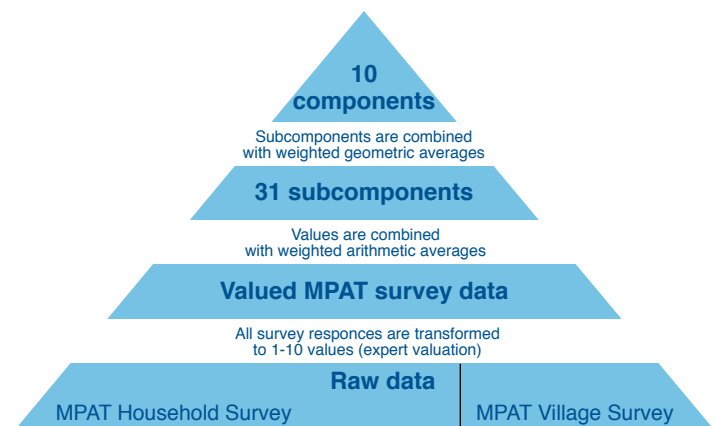 10
components
Subcomponents are combined
with weighted geometric averages
31 subcomponents
Values are combined
with weighted arithmetic averages
Valued MPAT survey data
All survey responces are transformed
to 1-10 values (expert valuation)
Raw data
MPAT Household Survey
MPAT Village Survey